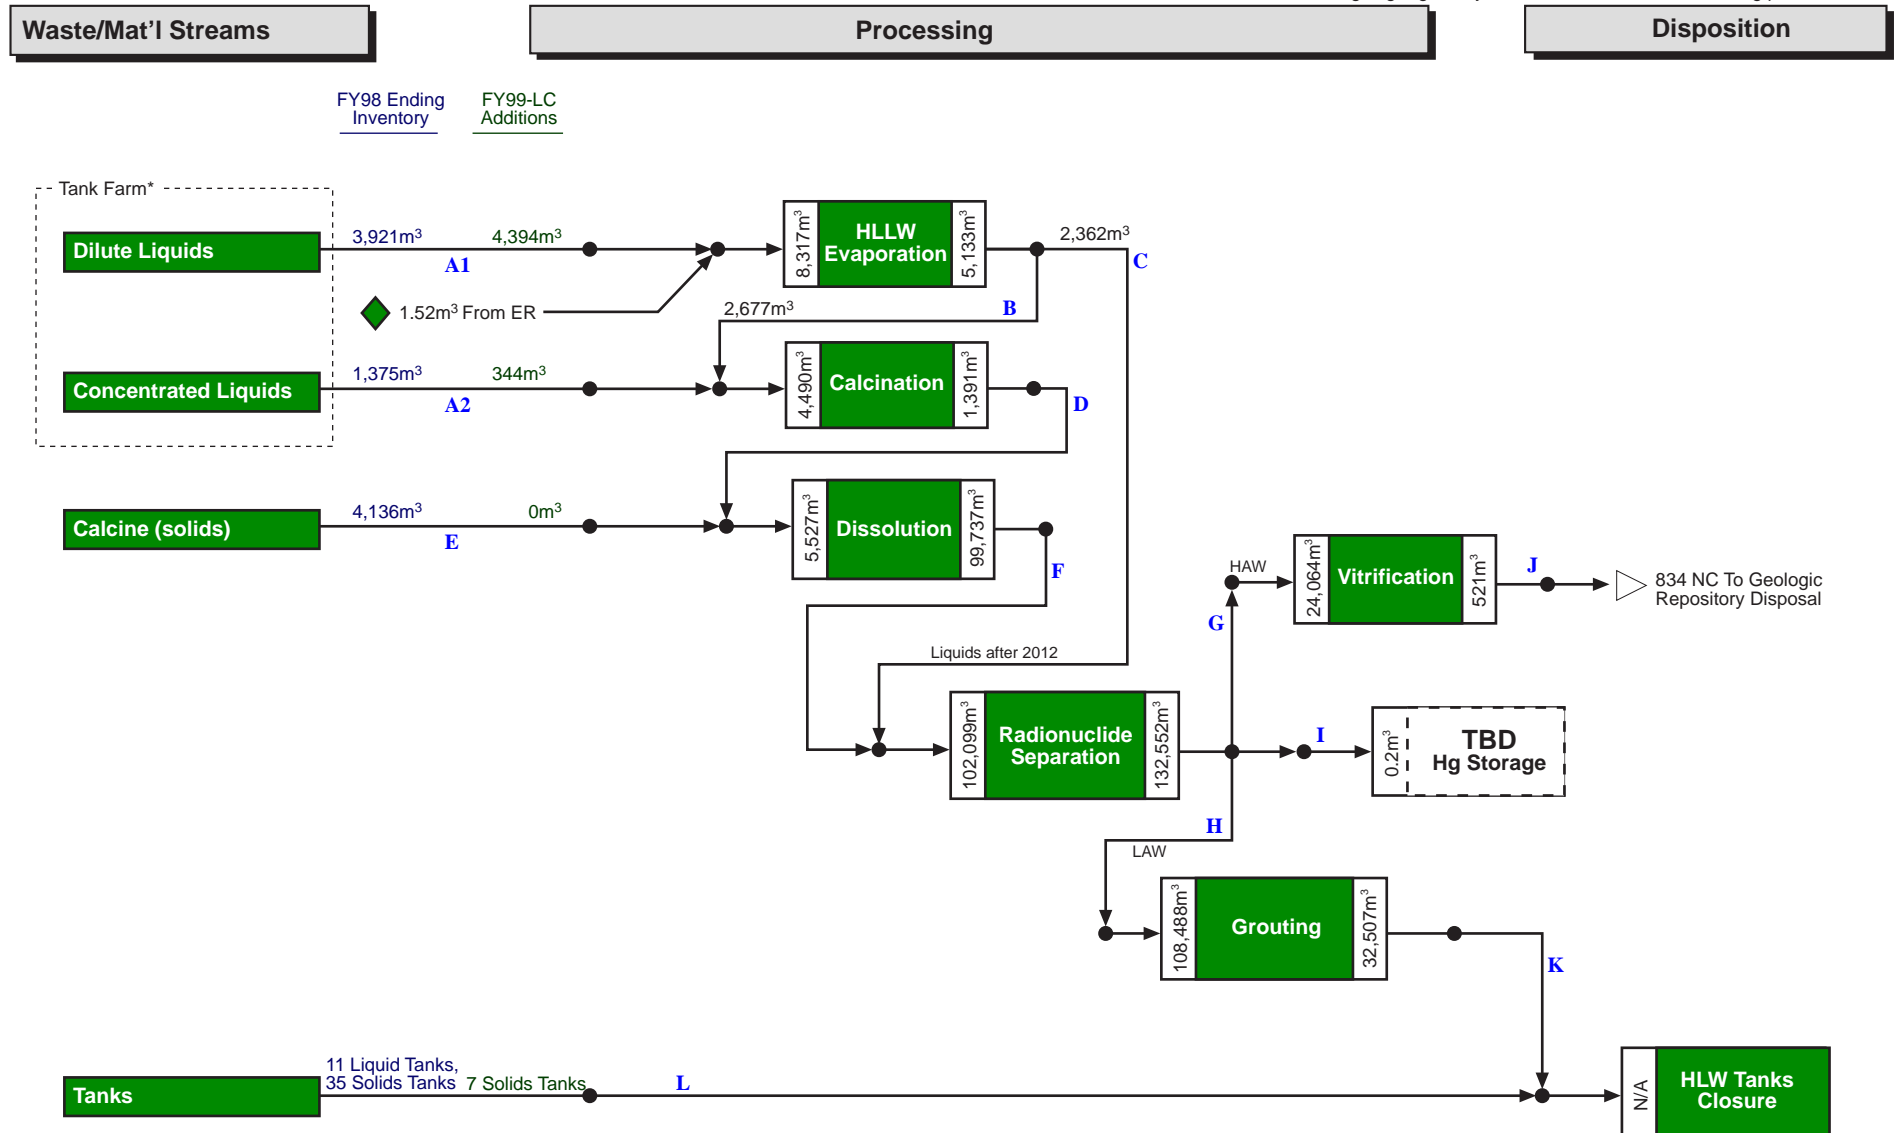 Waste/Mat'l Streams
Processing
Disposition
FY98 Ending
Inventory
FY99-LC
Additions
Tank Farm*
Dilute Liquids
3,921m³
4,394m³
A1
8,317m³
HLLW
Evaporation
5,133m³
2,362m³
C
1.52m³ From ER
2,677m³
B
Concentrated Liquids
1,375m³
344m³
A2
4,490m³
Calcination
1,391m³
D
Calcine (solids)
4,136m³
0m³
E
5,527m³
Dissolution
99,737m³
F
HAW
G
24,064m³
Vitrification
521m³
J
834 NC To Geologic
Repository Disposal
Liquids after 2012
102,099m³
Radionuclide
Separation
132,552m³
I
0.2m³
TBD
Hg Storage
H
LAW
108,488m³
Grouting
32,507m³
K
Tanks
11 Liquid Tanks,
35 Solids Tanks
7 Solids Tanks
L
N/A
HLW Tanks
Closure